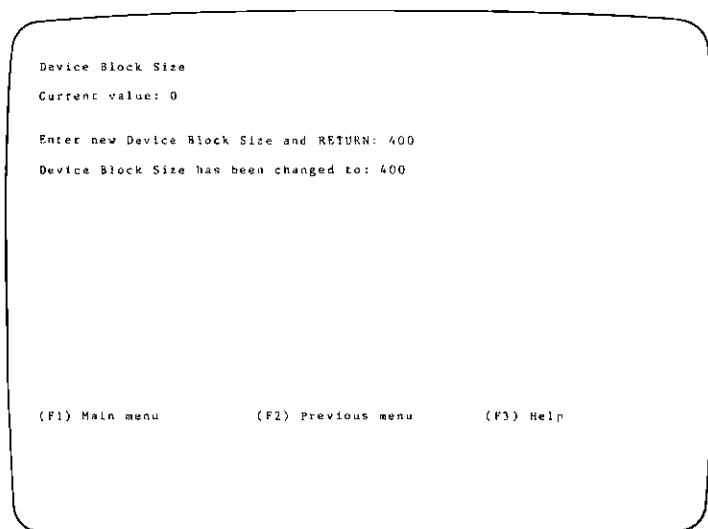 Device Block Size
Current value: 0
Enter new Device Block Size and RETURN: 400
Device Block Size has been changed to: 400
(F1) Main menu (F2) Previous menu (F3) Help